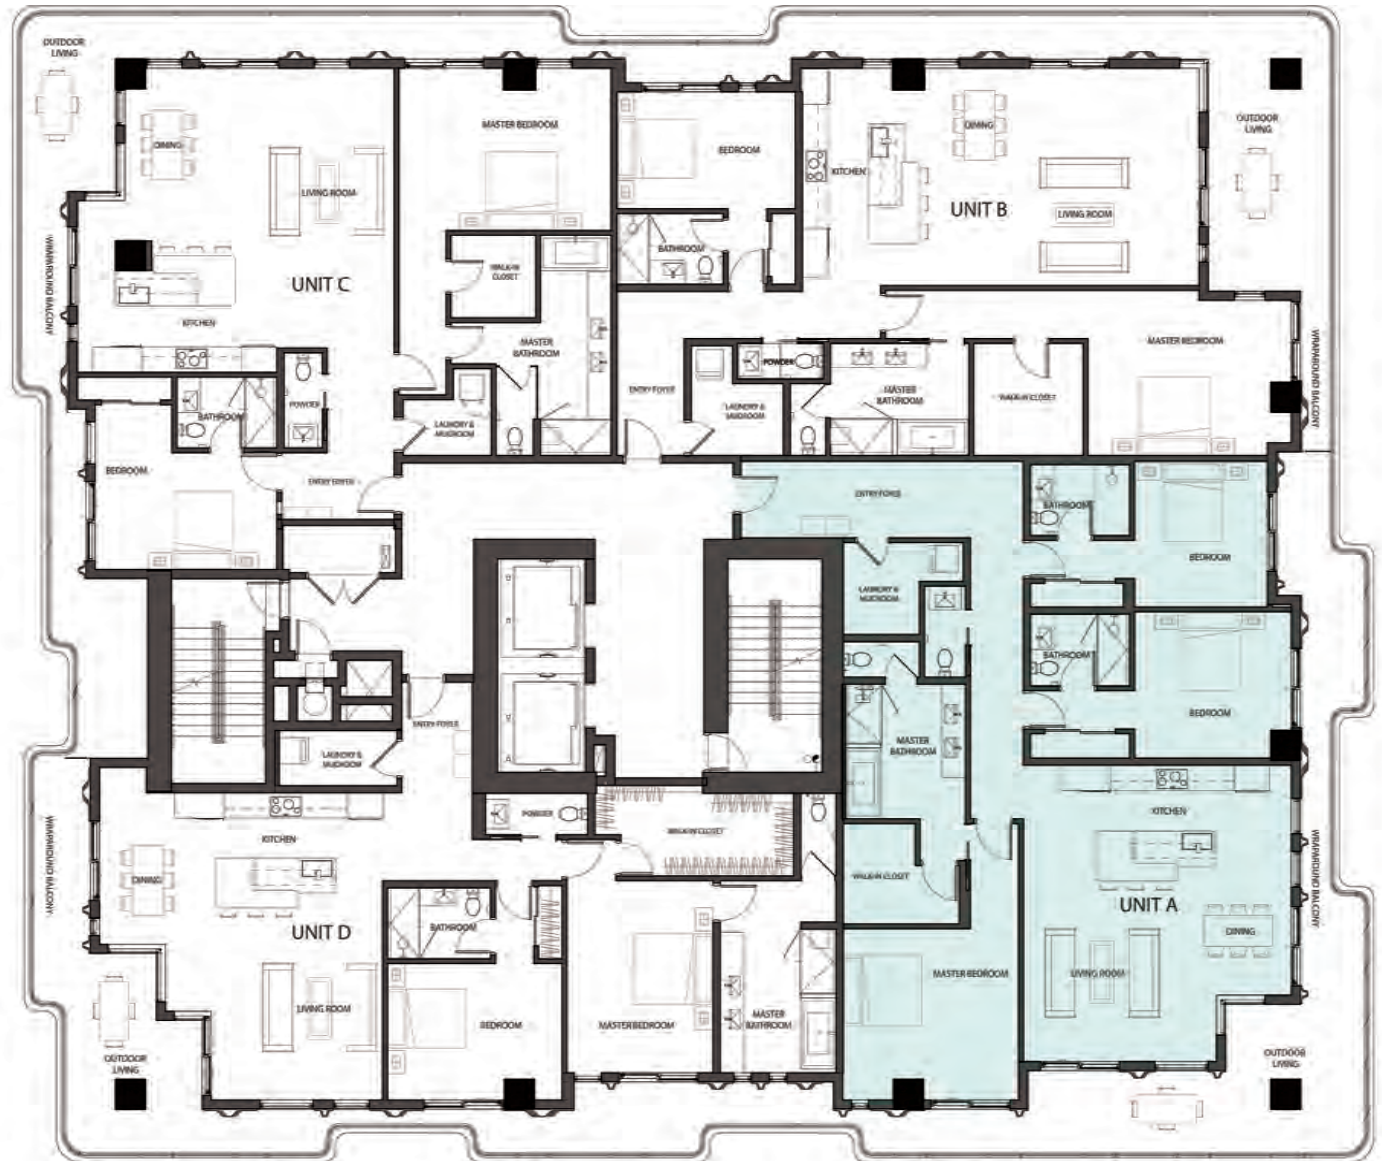 OUTDOOR
LIVING
DINING
LIVING ROOM
UNIT C
KITCHEN
WRAPAROUND BALCONY
MASTER BEDROOM
WALK-IN
CLOSET
MASTER
BATHROOM
POWDER
BATHROOM
LAUNDRY &
MUDROOM
BEDROOM
ENTRY FOYER
BEDROOM
BATHROOM
KITCHEN
DINING
UNIT B
LIVING ROOM
OUTDOOR
LIVING
MASTER BEDROOM
WRAPAROUND BALCONY
ENTRY FOYER
POWDER
LAUNDRY &
MUDROOM
MASTER
BATHROOM
WALK-IN CLOSET
ENTRY FOYER
BATHROOM
BEDROOM
LAUNDRY &
MUDROOM
BATHROOM
BEDROOM
MASTER
BATHROOM
WALK-IN CLOSET
KITCHEN
UNIT A
DINING
LIVING ROOM
MASTER BEDROOM
WRAPAROUND BALCONY
OUTDOOR
LIVING
ENTRY FOYER
LAUNDRY &
MUDROOM
KITCHEN
POWDER
WALK-IN CLOSET
DINING
WRAPAROUND BALCONY
UNIT D
BATHROOM
LIVING ROOM
BEDROOM
MASTER BEDROOM
MASTER
BATHROOM
OUTDOOR
LIVING